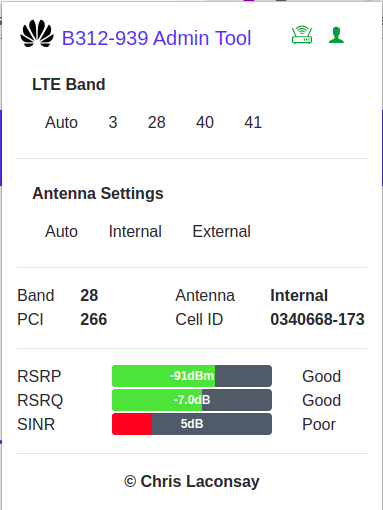 B312-939 Admin Tool
LTE Band
Auto 3 28 40 41
Antenna Settings
Auto Internal External
Band 28 Antenna Internal
PCI 266 Cell ID 0340668-173
RSRP -91dBm Good
RSRQ -7.0dB Good
SINR 5dB Poor
© Chris Laconsay